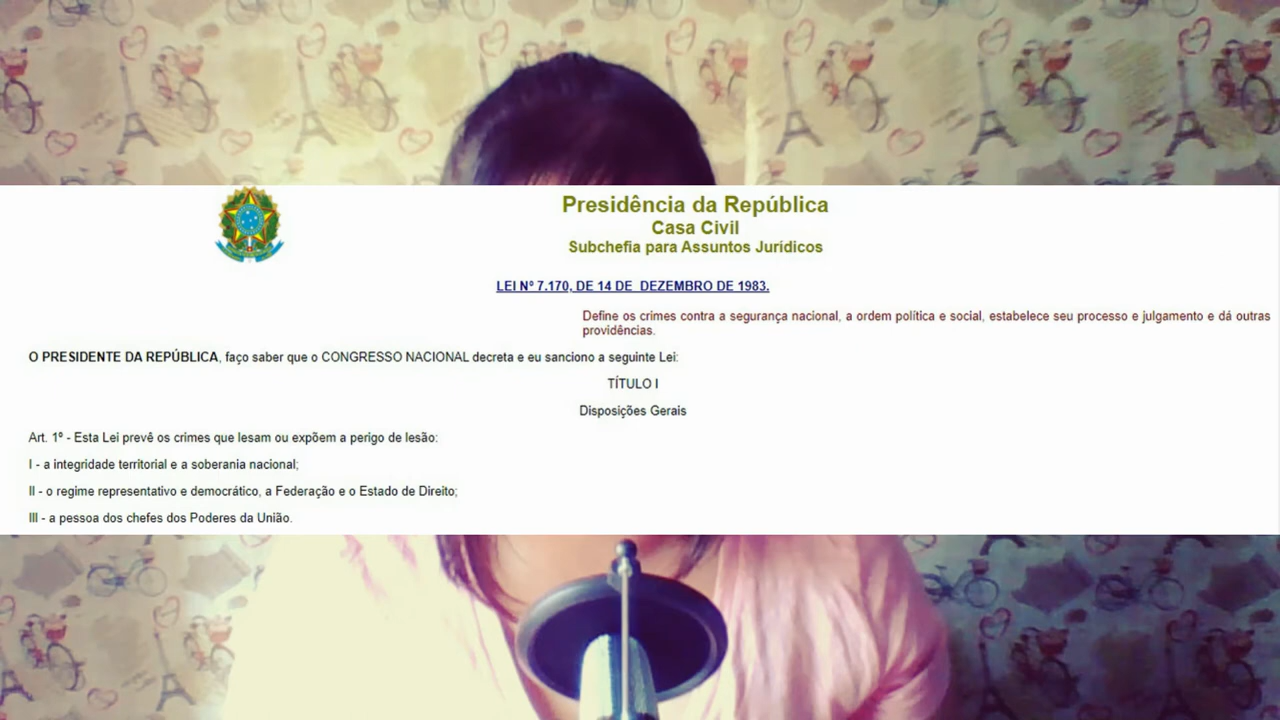 Presidência da República
Casa Civil
Subchefia para Assuntos Jurídicos
LEI Nº 7.170, DE 14 DE DEZEMBRO DE 1983.
Define os crimes contra a segurança nacional, a ordem política e social, estabelece seu processo e julgamento e dá outras
providências.
O PRESIDENTE DA REPÚBLICA, faço saber que o CONGRESSO NACIONAL decreta e eu sanciono a seguinte Lei:
TÍTULO I
Disposições Gerais
Art. 1º - Esta Lei prevê os crimes que lesam ou expõem a perigo de lesão:
I - a integridade territorial e a soberania nacional;
II - o regime representativo e democrático, a Federação e o Estado de Direito;
III - a pessoa dos chefes dos Poderes da União.